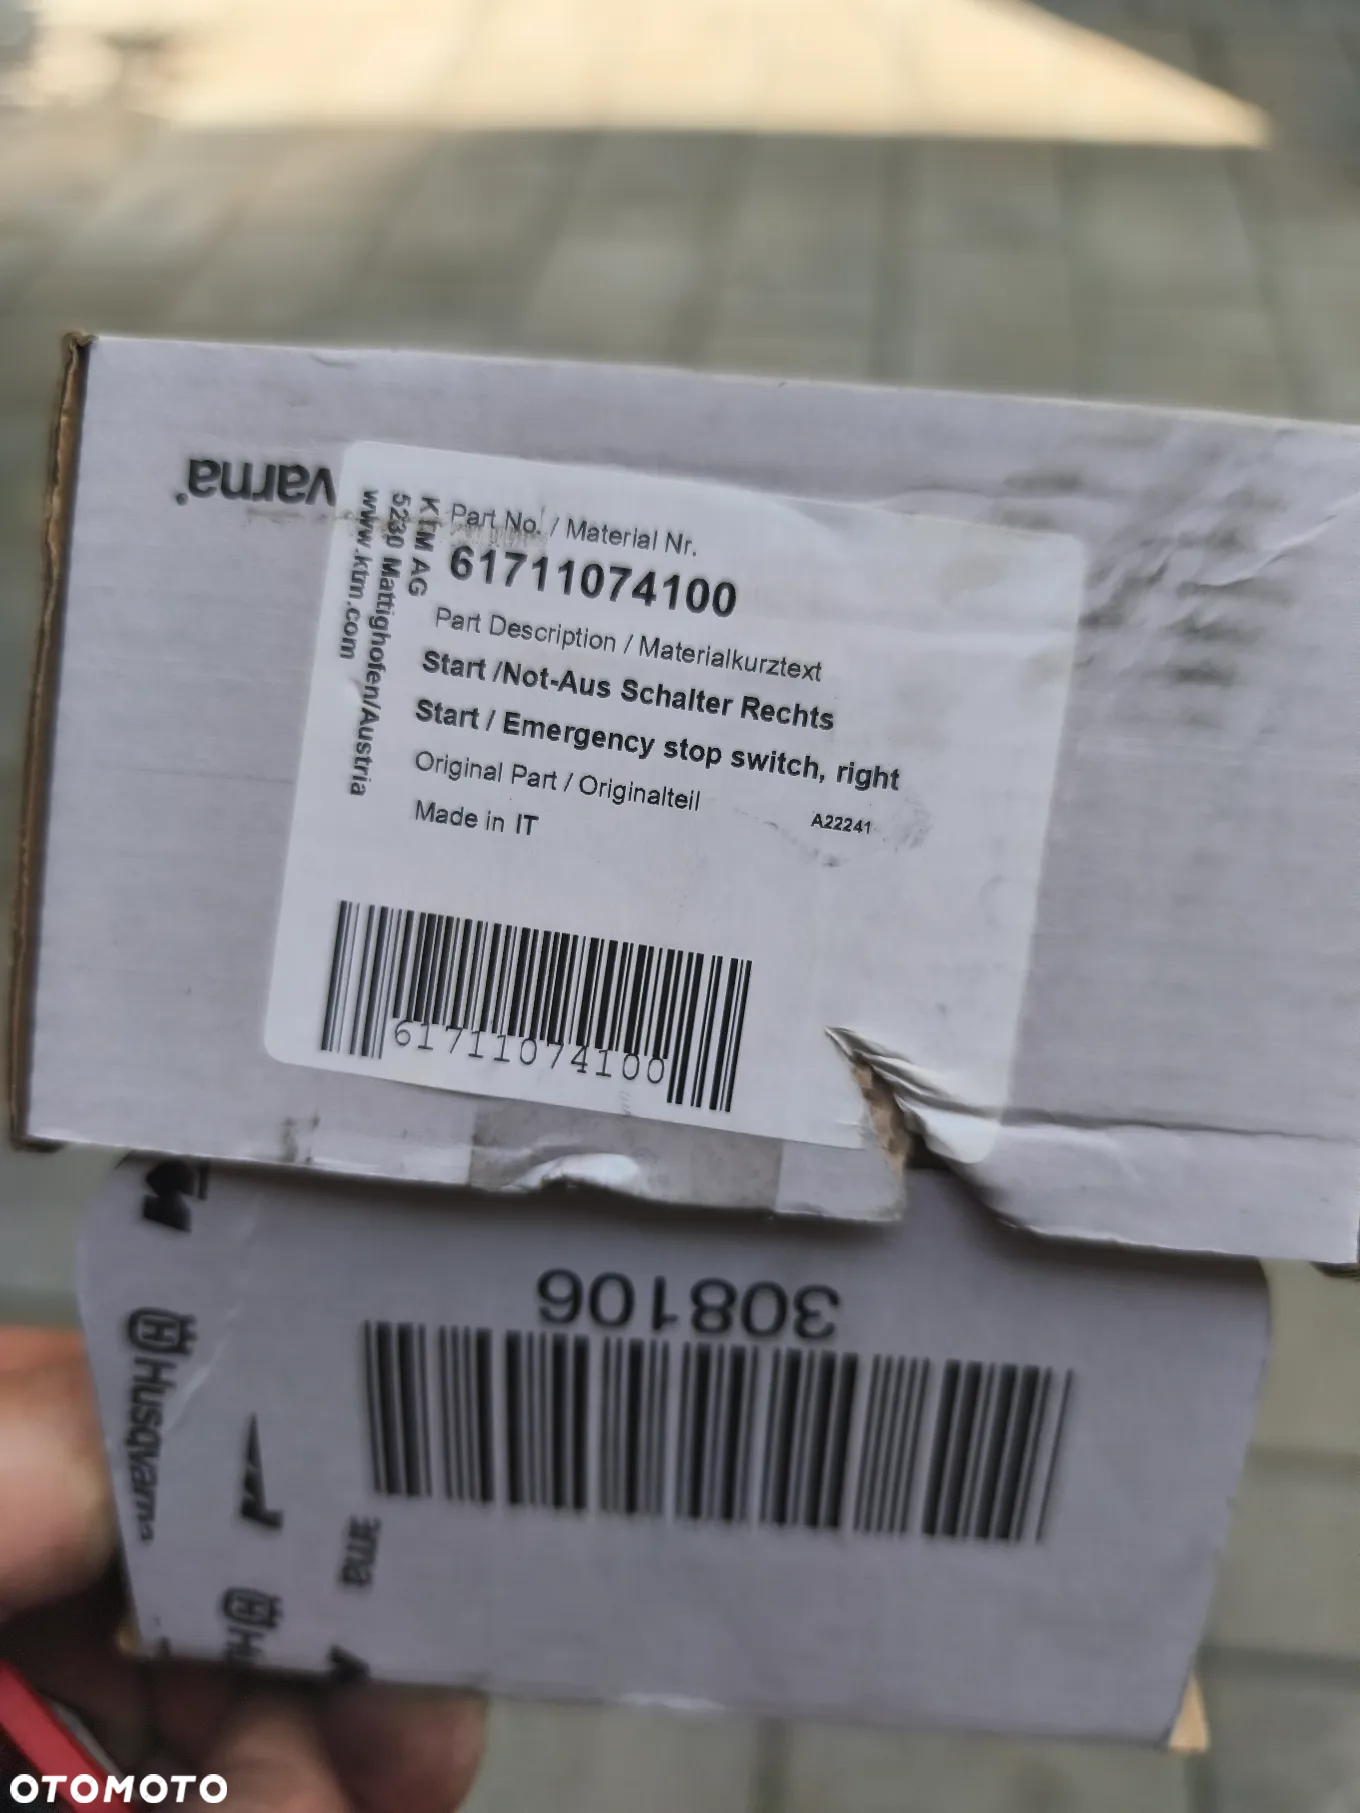 varna®
KTM AG
5230 Mattighofen/Austria
www.ktm.com
Part No. / Material Nr.
61711074100
Part Description / Materialkurztext
Start /Not-Aus Schalter Rechts
Start / Emergency stop switch, right
Original Part / Originalteil
Made in IT
A22241
61711074100
308106
Husqvarna
OTOMOTO